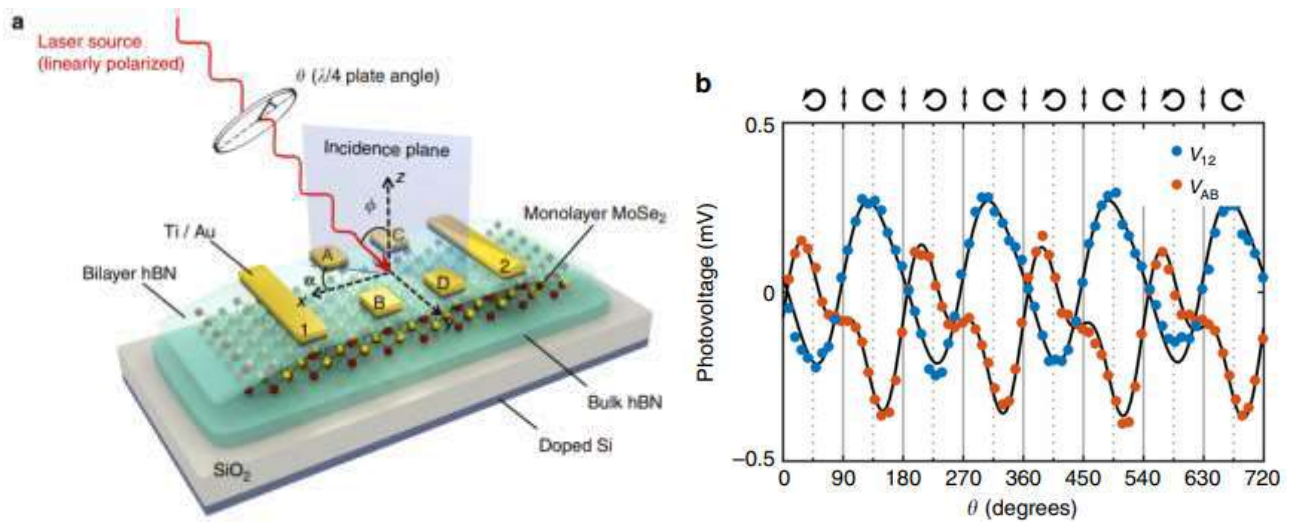 a
Laser source
(linearly polarized)
θ (λ/4 plate angle)
Incidence plane
z
ϕ
Monolayer MoSe₂
Ti / Au
C
A
2
Bilayer hBN
α
D
x
B
1
Bulk hBN
Doped Si
SiO₂
b
0.5
V₁₂
V_AB
Photovoltage (mV)
0
−0.5
0 90 180 270 360 450 540 630 720
θ (degrees)